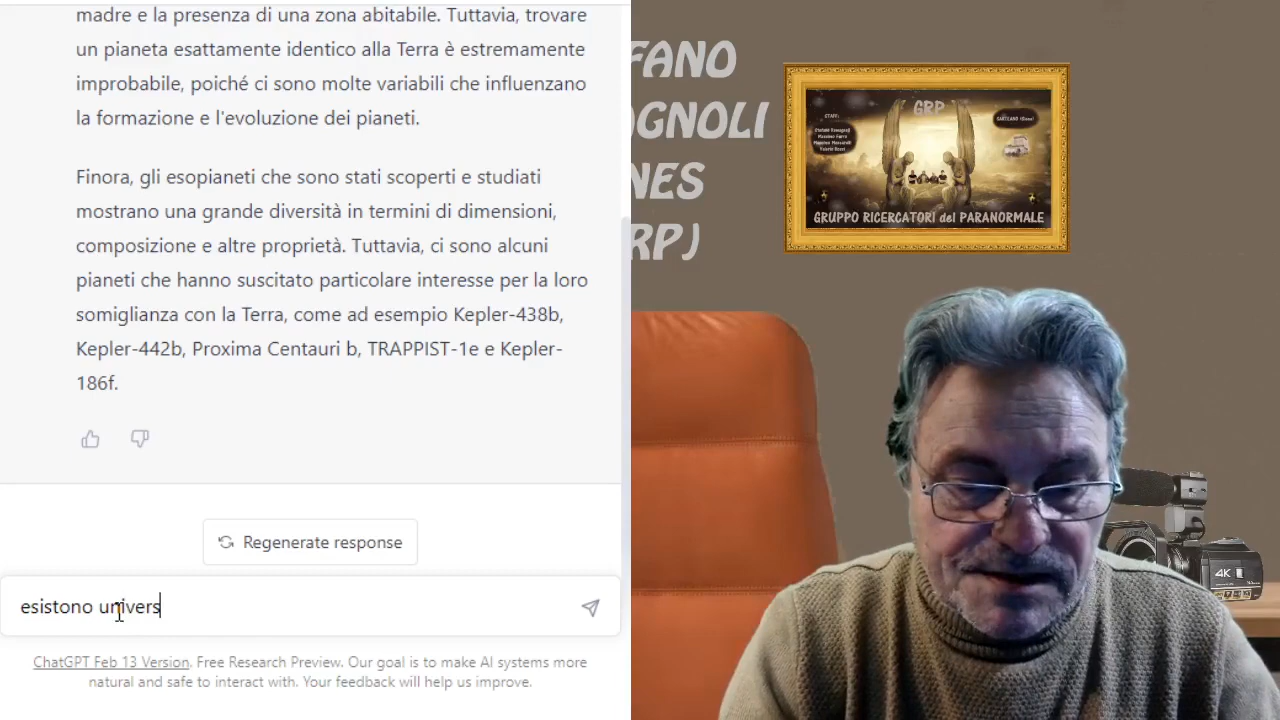 madre e la presenza di una zona abitabile. Tuttavia, trovare
un pianeta esattamente identico alla Terra è estremamente
improbabile, poiché ci sono molte variabili che influenzano
la formazione e l'evoluzione dei pianeti.
Finora, gli esopianeti che sono stati scoperti e studiati
mostrano una grande diversità in termini di dimensioni,
composizione e altre proprietà. Tuttavia, ci sono alcuni
pianeti che hanno suscitato particolare interesse per la loro
somiglianza con la Terra, come ad esempio Kepler-438b,
Kepler-442b, Proxima Centauri b, TRAPPIST-1e e Kepler-
186f.
Regenerate response
esistono univers
ChatGPT Feb 13 Version. Free Research Preview. Our goal is to make AI systems more
natural and safe to interact with. Your feedback will help us improve.
FANO
GNOLI
NES
RP)
GRP
STAFF:
GRUPPO RICERCATORI del PARANORMALE
4K